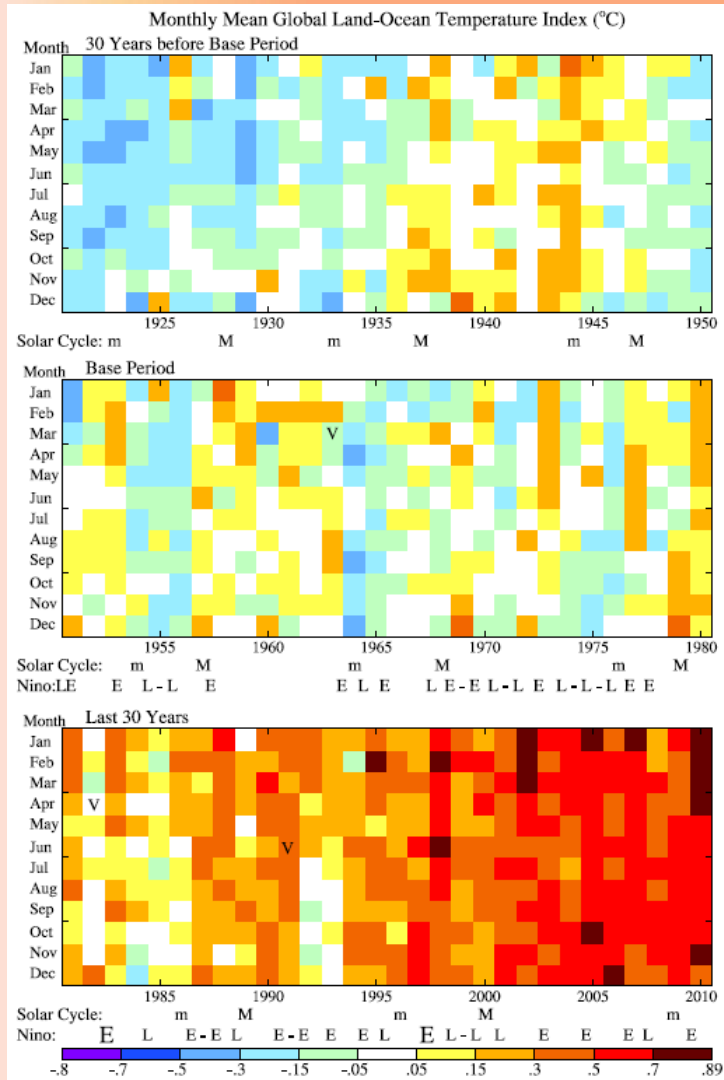 Monthly Mean Global Land-Ocean Temperature Index (°C)
Month 30 Years before Base Period
Jan
Feb
Mar
Apr
May
Jun
Jul
Aug
Sep
Oct
Nov
Dec
1925 1930 1935 1940 1945 1950
Solar Cycle: m M m M m M
Month Base Period
Jan
Feb
Mar V
Apr
May
Jun
Jul
Aug
Sep
Oct
Nov
Dec
1955 1960 1965 1970 1975 1980
Solar Cycle: m M m M m M
Nino:LE E L-L E E L E L E-E L-L E L-L-L E E
Month Last 30 Years
Jan
Feb
Mar
Apr V
May
Jun V
Jul
Aug
Sep
Oct
Nov
Dec
1985 1990 1995 2000 2005 2010
Solar Cycle: m M m M m
Nino: E L E-E L E-E E E L E L-L L E E E L E
-.8 -.7 -.5 -.3 -.15 -.05 .05 .15 .3 .5 .7 .89